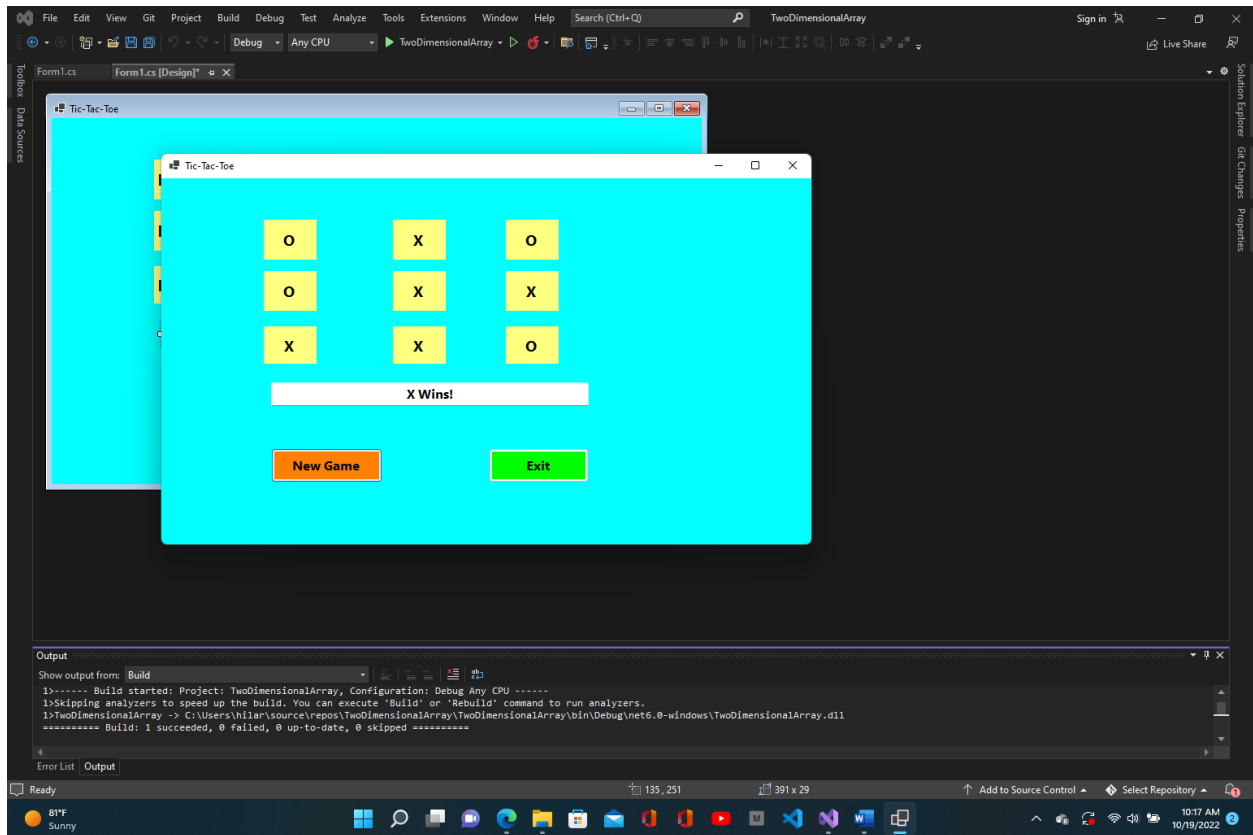 File Edit View Git Project Build Debug Test Analyze Tools Extensions Window Help Search (Ctrl+Q) TwoDimensionalArray Sign in
Debug Any CPU TwoDimensionalArray Live Share
Toolbox
Data Sources
Form1.cs Form1.cs [Design]*
Tic-Tac-Toe
Tic-Tac-Toe
O X O
O X X
X X O
X Wins!
New Game Exit
Solution Explorer
Git Changes
Properties
Output
Show output from: Build
1>------ Build started: Project: TwoDimensionalArray, Configuration: Debug Any CPU ------
1>Skipping analyzers to speed up the build. You can execute 'Build' or 'Rebuild' command to run analyzers.
1>TwoDimensionalArray -> C:\Users\hilar\source\repos\TwoDimensionalArray\TwoDimensionalArray\bin\Debug\net6.0-windows\TwoDimensionalArray.dll
========== Build: 1 succeeded, 0 failed, 0 up-to-date, 0 skipped ==========
Error List Output
Ready 135 , 251 391 x 29 Add to Source Control Select Repository 1
81°F
Sunny
10:17 AM
10/19/2022
2